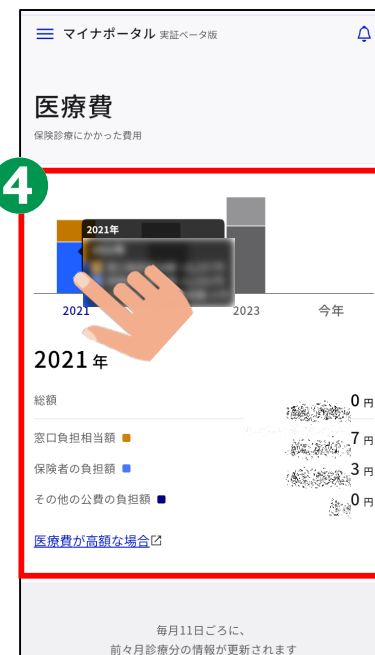 マイナポータル 実証ベータ版
医療費
保険診療にかかった費用
4
2021年
2021
2023
今年
2021 年
総額
0 円
窓口負担相当額
7 円
保険者の負担額
3 円
その他の公費の負担額
0 円
医療費が高額な場合
毎月11日ごろに、
前々月診療分の情報が更新されます